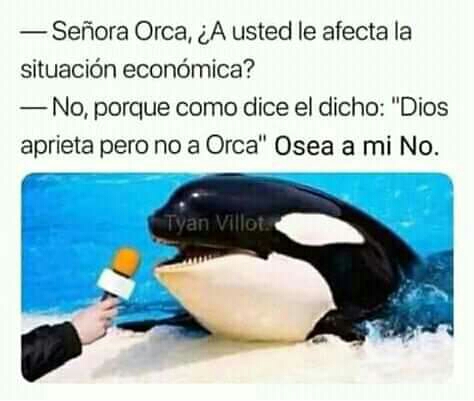 — Señora Orca, ¿A usted le afecta la
situación económica?
— No, porque como dice el dicho: "Dios
aprieta pero no a Orca" Osea a mi No.
Tyan Villot.